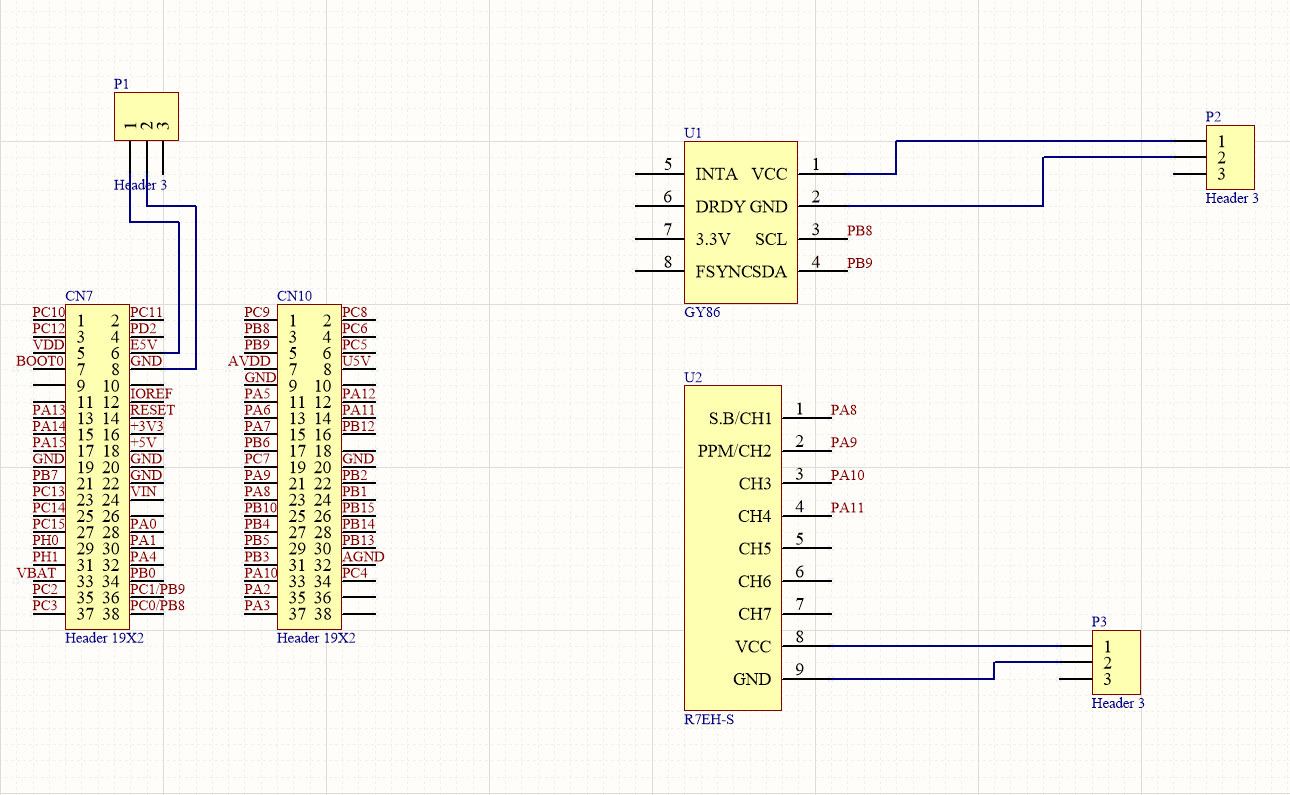 P1
1 2 3
Header 3
P2
1
2
3
Header 3
U1
5 INTA VCC 1
6 DRDY GND 2
7 3.3V SCL 3 PB8
8 FSYNC SDA 4 PB9
GY86
CN7
PC10 1 2 PC11
PC12 3 4 PD2
VDD 5 6 E5V
BOOT0 7 8 GND
9 10
11 12 IOREF
PA13 13 14 RESET
PA14 15 16 +3V3
PA15 17 18 +5V
GND 19 20 GND
PB7 21 22 GND
PC13 23 24 VIN
PC14 25 26
PC15 27 28 PA0
PH0 29 30 PA1
PH1 31 32 PA4
VBAT 33 34 PB0
PC2 35 36 PC1/PB9
PC3 37 38 PC0/PB8
Header 19X2
CN10
PC9 1 2 PC8
PB8 3 4 PC6
PB9 5 6 PC5
AVDD 7 8 U5V
GND 9 10
PA5 11 12 PA12
PA6 13 14 PA11
PA7 15 16 PB12
PB6 17 18
PC7 19 20 GND
PA9 21 22 PB2
PA8 23 24 PB1
PB10 25 26 PB15
PB4 27 28 PB14
PB5 29 30 PB13
PB3 31 32 AGND
PA10 33 34 PC4
PA2 35 36
PA3 37 38
Header 19X2
U2
S.B/CH1 1 PA8
PPM/CH2 2 PA9
CH3 3 PA10
CH4 4 PA11
CH5 5
CH6 6
CH7 7
VCC 8
GND 9
R7EH-S
P3
1
2
3
Header 3